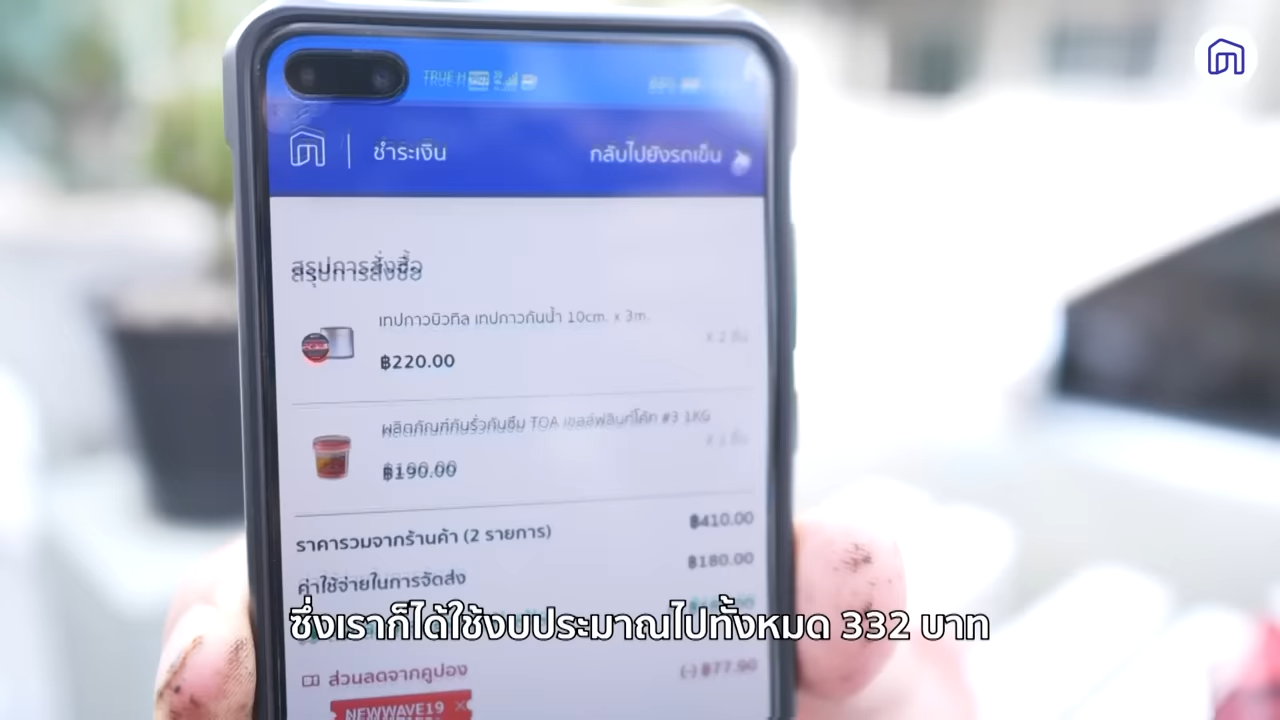 TRUE-H
ชำระเงิน
กลับไปยังรถเข็น
สรุปการสั่งซื้อ
เทปกาวบิวทิล เทปกาวกันน้ำ 10cm. x 3m.
x 2 ชิ้น
฿220.00
ผลิตภัณฑ์กันรั่วกันซึม TOA เชลล์ฟลินท์โค้ท #3 1KG
฿190.00
ราคารวมจากร้านค้า (2 รายการ)
฿410.00
ค่าใช้จ่ายในการจัดส่ง
฿180.00
ซึ่งเราก็ได้ใช้งบประมาณไปทั้งหมด 332 บาท
ส่วนลดจากคูปอง
(-) ฿77.90
NEWWAVE19 ×